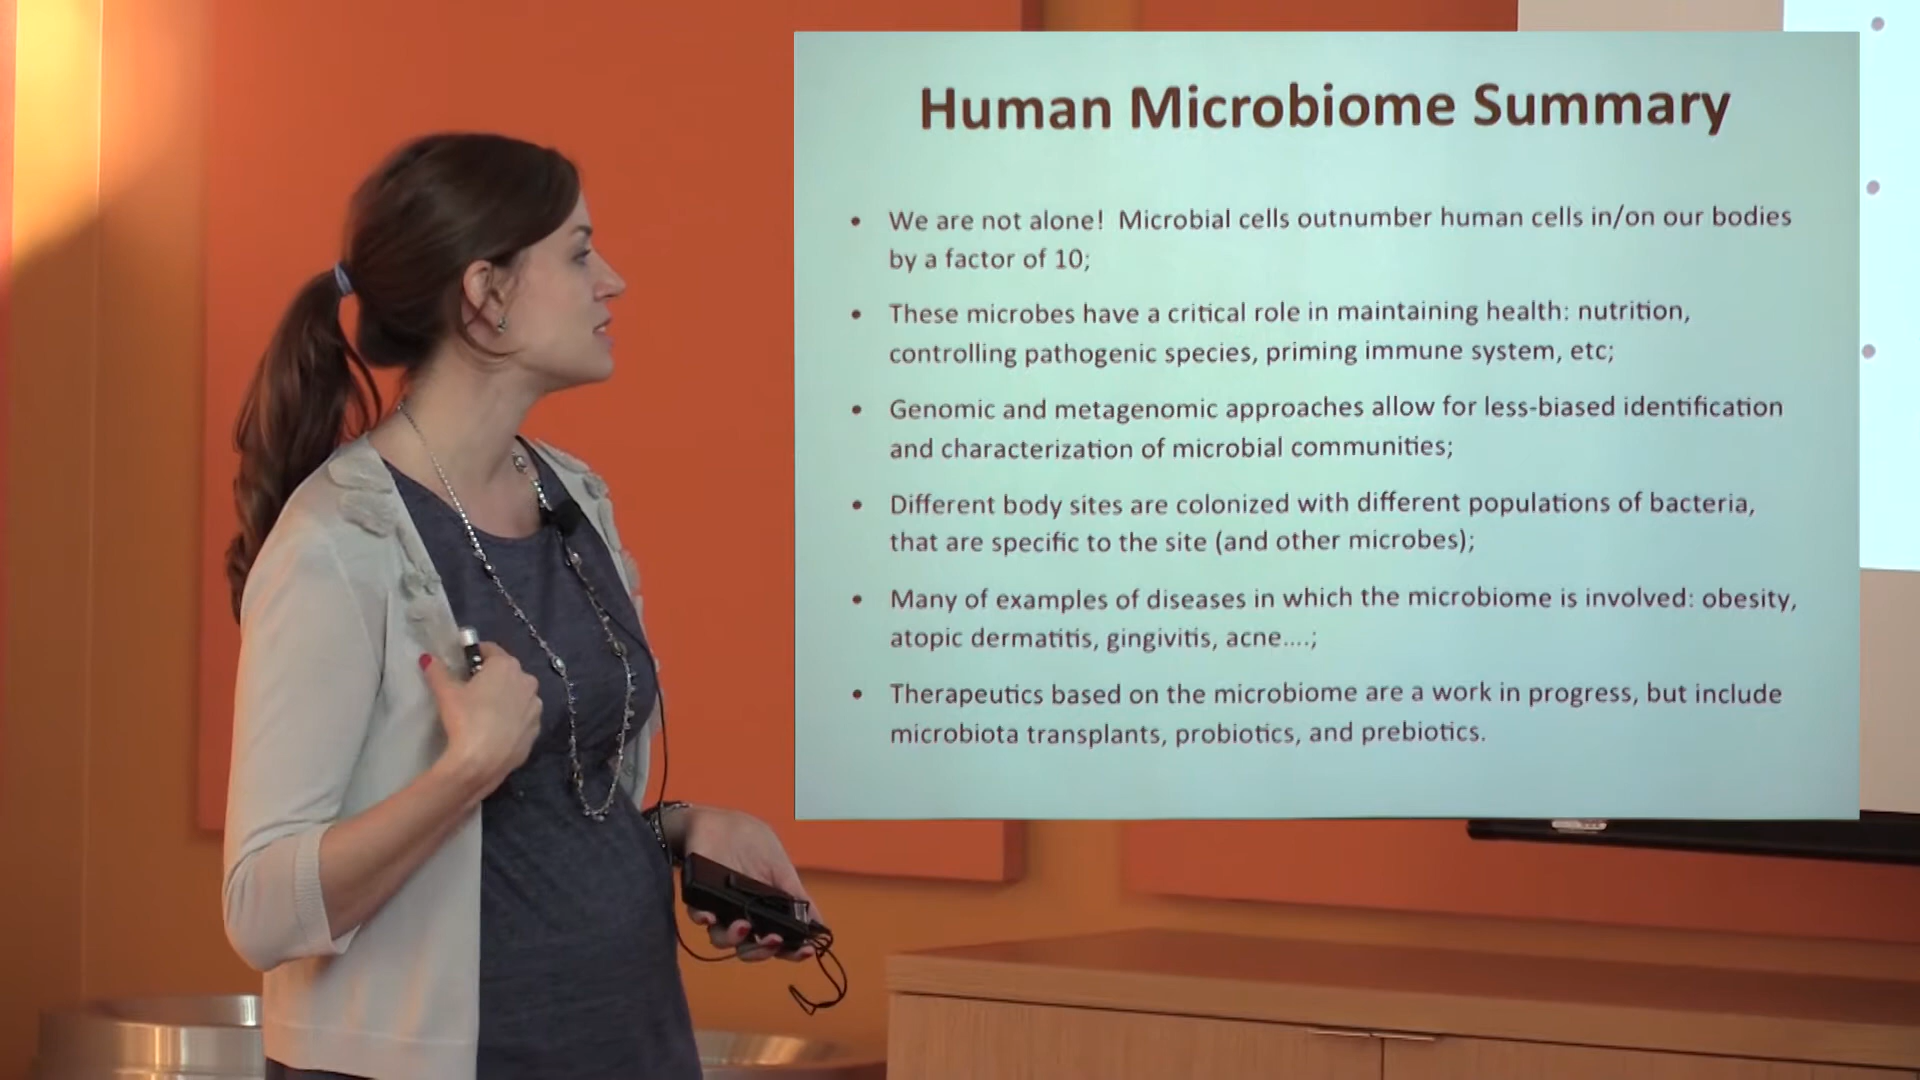 Human Microbiome Summary
• We are not alone!  Microbial cells outnumber human cells in/on our bodies
by a factor of 10;
• These microbes have a critical role in maintaining health: nutrition,
controlling pathogenic species, priming immune system, etc;
• Genomic and metagenomic approaches allow for less-biased identification
and characterization of microbial communities;
• Different body sites are colonized with different populations of bacteria,
that are specific to the site (and other microbes);
• Many of examples of diseases in which the microbiome is involved: obesity,
atopic dermatitis, gingivitis, acne....;
• Therapeutics based on the microbiome are a work in progress, but include
microbiota transplants, probiotics, and prebiotics.